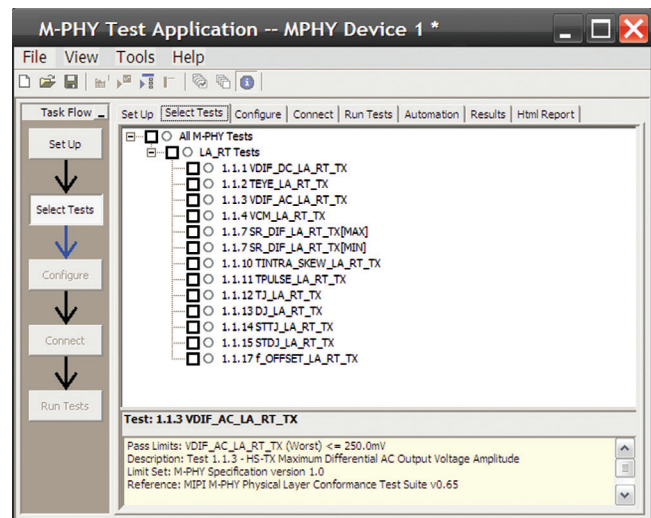 M-PHY Test Application -- MPHY Device 1 *
File View Tools Help
Task Flow
Set Up Select Tests Configure Connect Run Tests Automation Results Html Report
Set Up
Select Tests
Configure
Connect
Run Tests
All M-PHY Tests
LA_RT Tests
1.1.1 VDIF_DC_LA_RT_TX
1.1.2 TEYE_LA_RT_TX
1.1.3 VDIF_AC_LA_RT_TX
1.1.4 VCM_LA_RT_TX
1.1.7 SR_DIF_LA_RT_TX[MAX]
1.1.7 SR_DIF_LA_RT_TX[MIN]
1.1.10 TINTRA_SKEW_LA_RT_TX
1.1.11 TPULSE_LA_RT_TX
1.1.12 TJ_LA_RT_TX
1.1.13 DJ_LA_RT_TX
1.1.14 STTJ_LA_RT_TX
1.1.15 STDJ_LA_RT_TX
1.1.17 f_OFFSET_LA_RT_TX
Test: 1.1.3 VDIF_AC_LA_RT_TX
Pass Limits: VDIF_AC_LA_RT_TX (Worst) <= 250.0mV
Description: Test 1.1.3 - HS-TX Maximum Differential AC Output Voltage Amplitude
Limit Set: M-PHY Specification version 1.0
Reference: MIPI M-PHY Physical Layer Conformance Test Suite v0.65